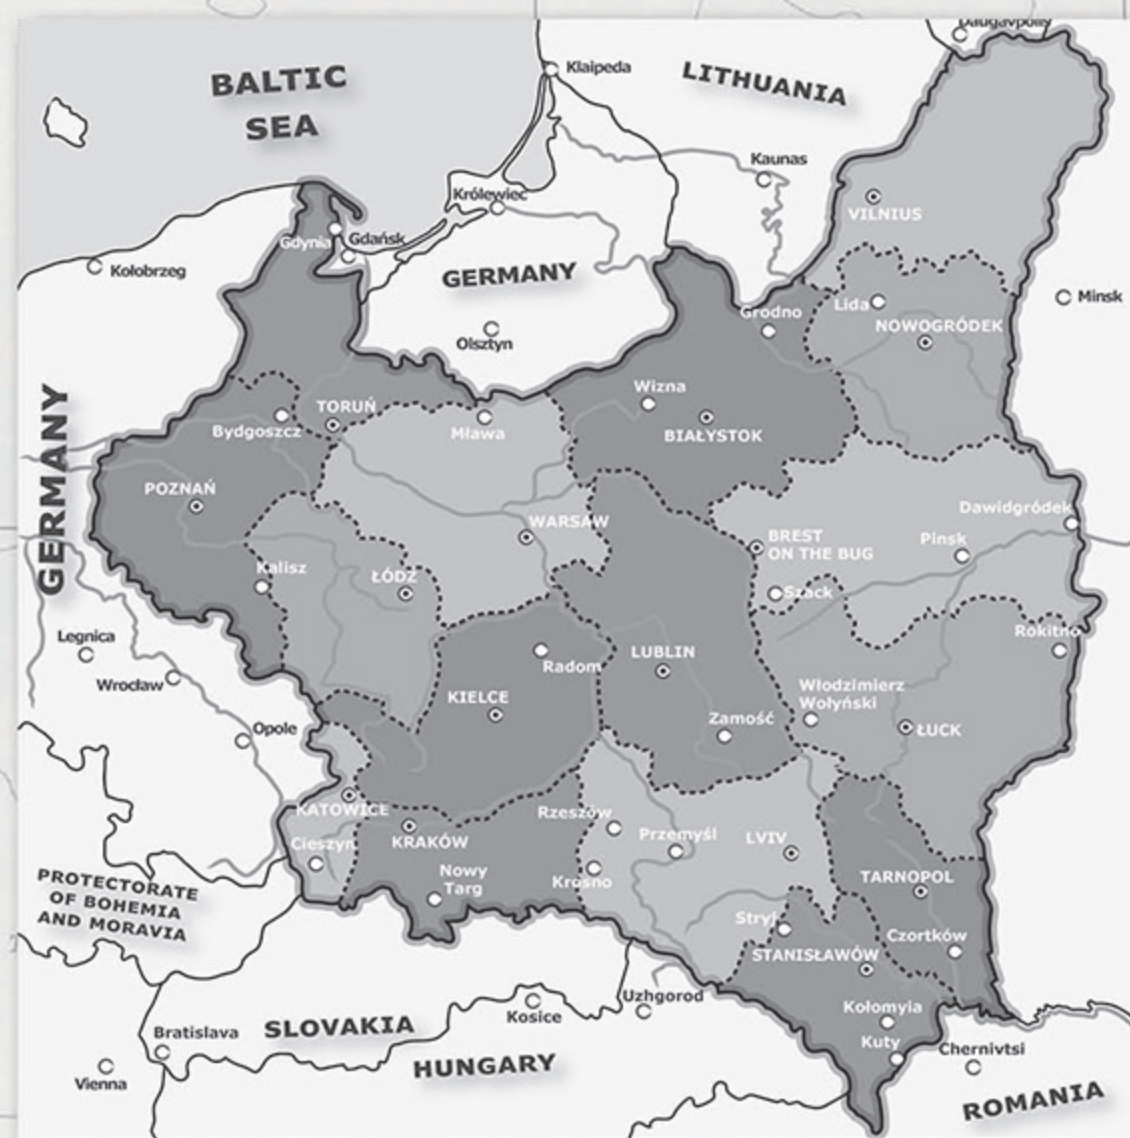 Daugavpolis
BALTIC
SEA
Klaipeda
LITHUANIA
Kaunas
VILNIUS
Królewiec
Gdynia
Gdańsk
Kołobrzeg
GERMANY
Minsk
Lida
Grodno
NOWOGRÓDEK
Olsztyn
Wizna
BIAŁYSTOK
TORUŃ
Bydgoszcz
Mława
GERMANY
POZNAŃ
WARSAW
Dawidgródek
BREST
ON THE BUG
Pinsk
Kalisz
ŁÓDŹ
Szack
Legnica
Rokitno
Radom
LUBLIN
Wrocław
KIELCE
Włodzimierz
Wołyński
Zamość
ŁUCK
Opole
KATOWICE
Rzeszów
Przemyśl
LVIV
Cieszyn
KRAKÓW
Nowy
Targ
Krosno
TARNOPOL
PROTECTORATE
OF BOHEMIA
AND MORAVIA
Stryj
Czortków
STANISŁAWÓW
Uzhgorod
Kołomyia
Bratislava
SLOVAKIA
Kosice
Kuty
Chernivtsi
Vienna
HUNGARY
ROMANIA